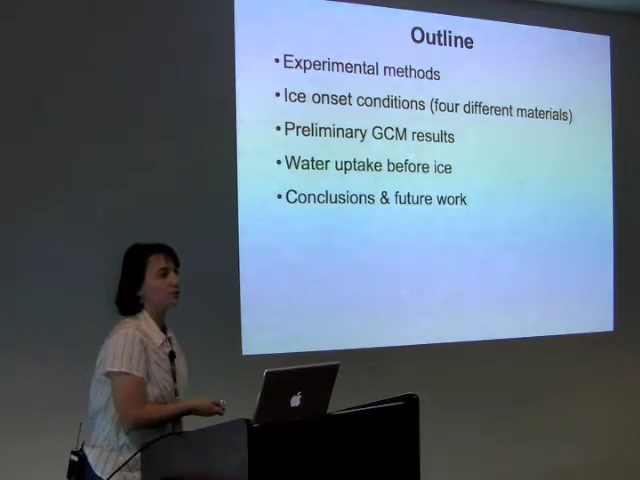 Outline
• Experimental methods
• Ice onset conditions (four different materials)
• Preliminary GCM results
• Water uptake before ice
• Conclusions & future work